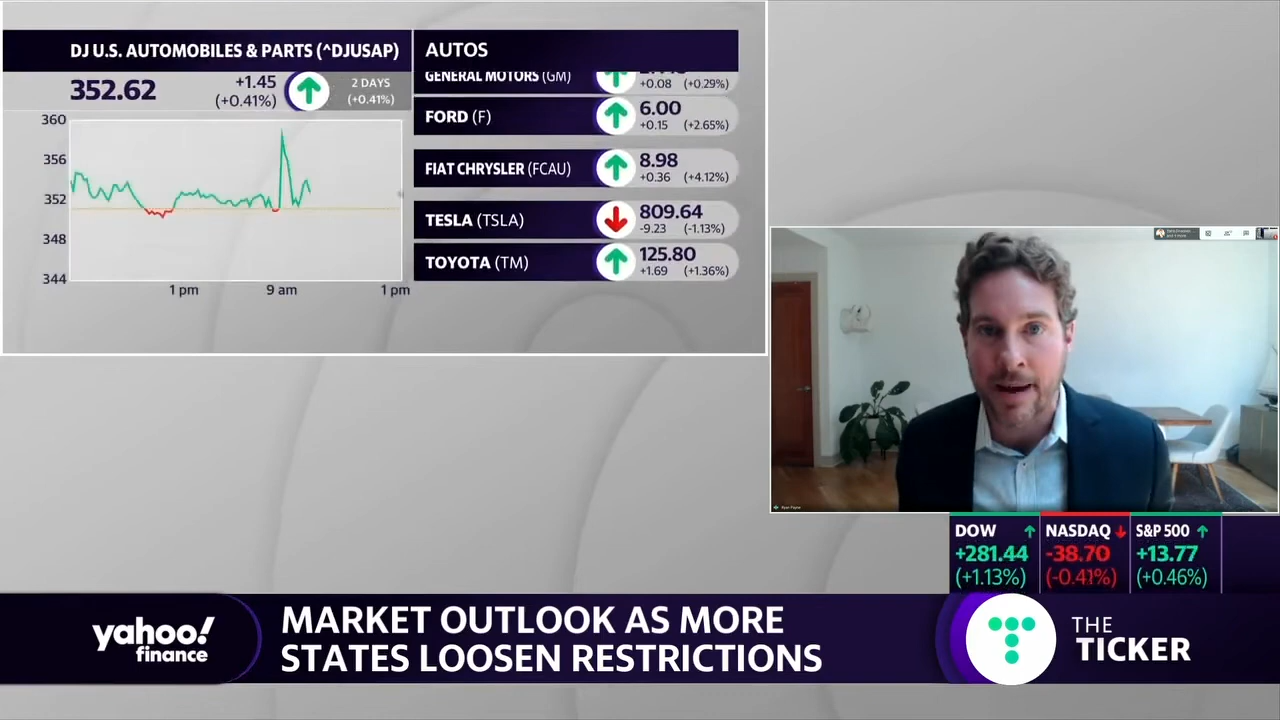 DJ U.S. AUTOMOBILES & PARTS (^DJUSAP)
352.62
+1.45
(+0.41%)
2 DAYS
(+0.41%)
360
356
352
348
344
1 pm
9 am
1 pm
AUTOS
GENERAL MOTORS (GM)
+0.08 (+0.29%)
FORD (F)
6.00
+0.15 (+2.65%)
FIAT CHRYSLER (FCAU)
8.98
+0.36 (+4.12%)
TESLA (TSLA)
809.64
-9.23 (-1.13%)
TOYOTA (TM)
125.80
+1.69 (+1.36%)
Ryan Payne
DOW
+281.44
(+1.13%)
NASDAQ
-38.70
(-0.41%)
S&P 500
+13.77
(+0.46%)
yahoo!
finance
MARKET OUTLOOK AS MORE
STATES LOOSEN RESTRICTIONS
THE
TICKER